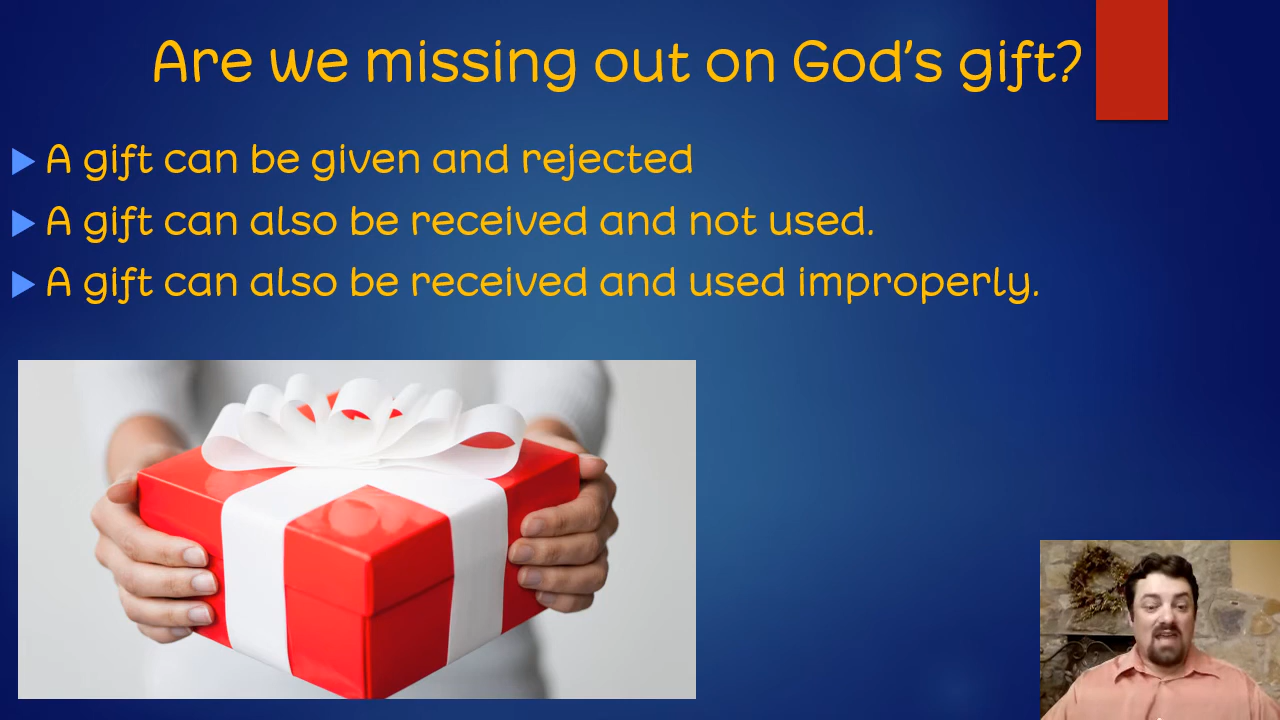 Are we missing out on God's gift?
A gift can be given and rejected
A gift can also be received and not used.
A gift can also be received and used improperly.